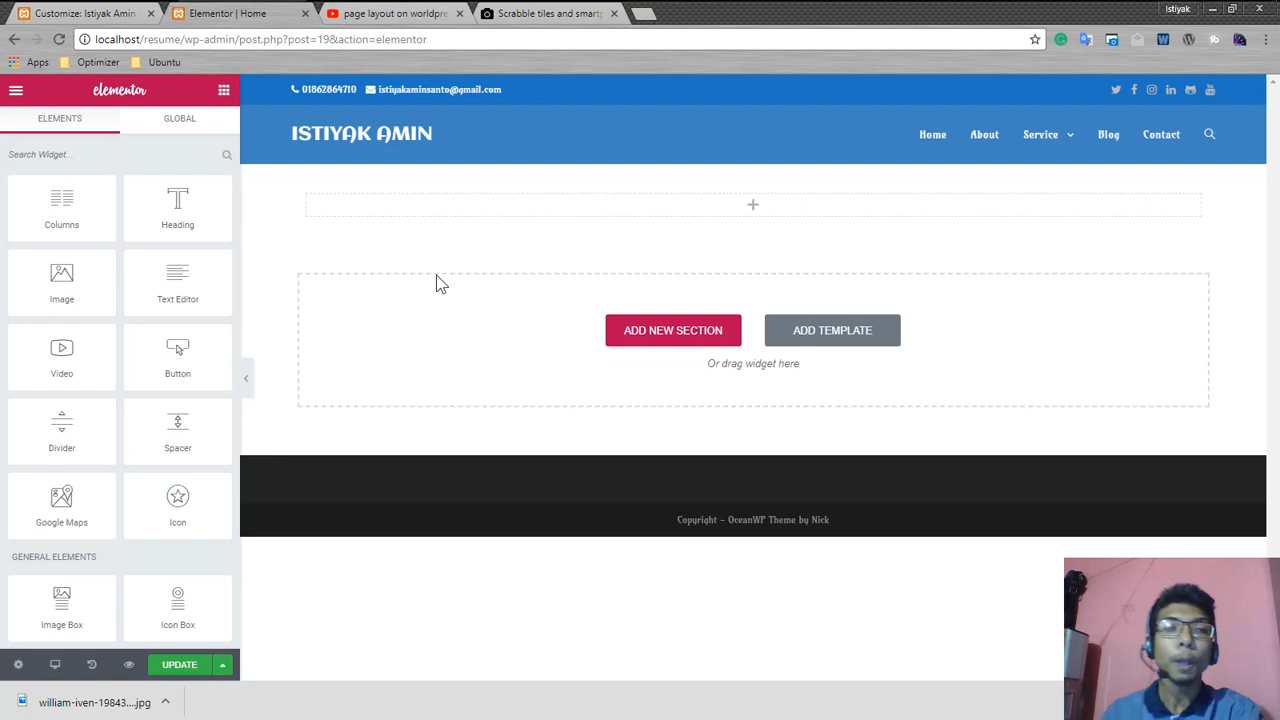 Customize: Istiyak Amin
Elementor | Home
page layout on worldpre
Scrabble tiles and smartp
Istiyak
localhost/resume/wp-admin/post.php?post=19&action=elementor
Apps
Optimizer
Ubuntu
elementor
ELEMENTS
GLOBAL
Search Widget...
Columns
Heading
Image
Text Editor
Video
Button
Divider
Spacer
Google Maps
Icon
GENERAL ELEMENTS
Image Box
Icon Box
UPDATE
01862864710 istiyakaminsanto@gmail.com
ISTIYAK AMIN
Home About Service Blog Contact
ADD NEW SECTION
ADD TEMPLATE
Or drag widget here
Copyright - OceanWP Theme by Nick
william-iven-19843....jpg